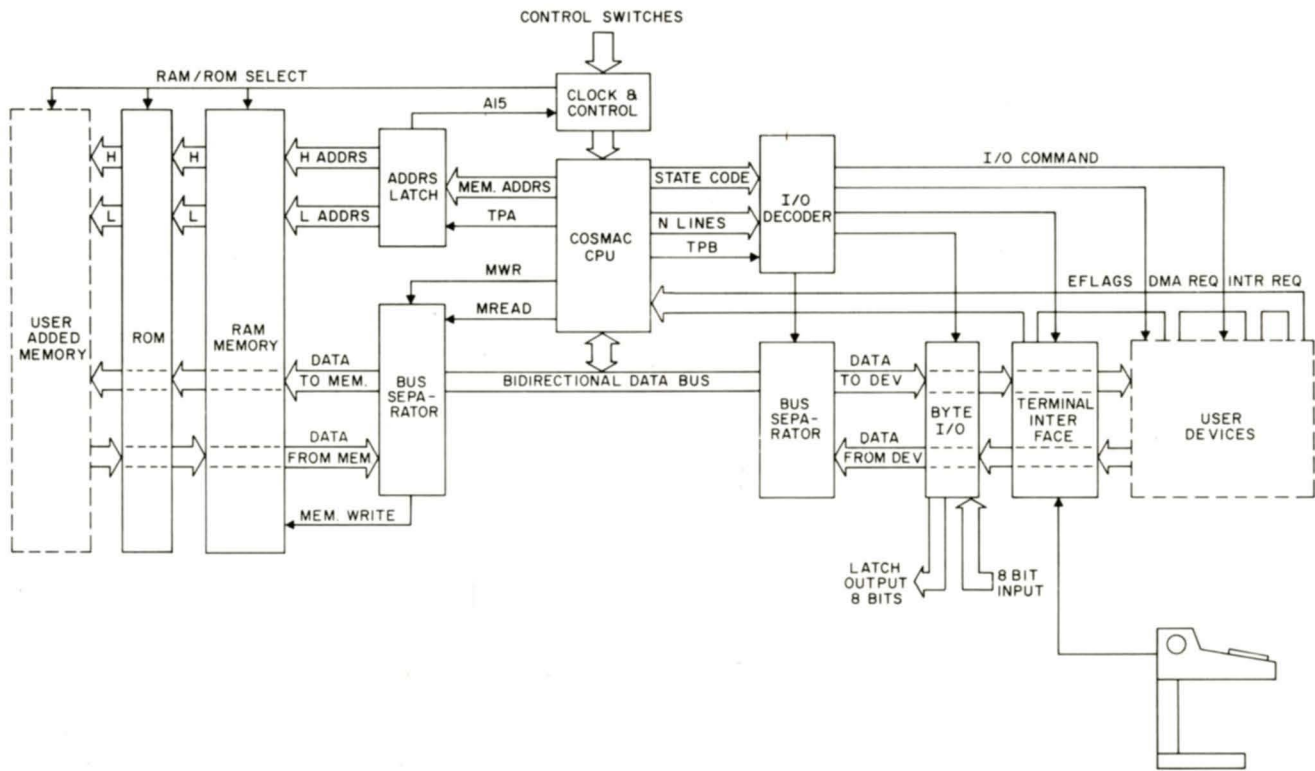 CONTROL SWITCHES
RAM/ROM SELECT
CLOCK &
CONTROL
A15
H
H
H ADDRS
ADDRS
LATCH
MEM. ADDRS
STATE CODE
I/O
DECODER
I/O COMMAND
L
L
L ADDRS
TPA
COSMAC
CPU
N LINES
TPB
MWR
MREAD
EFLAGS DMA REQ INTR REQ
USER
ADDED
MEMORY
ROM
RAM
MEMORY
DATA
TO MEM.
BUS
SEPA-
RATOR
BIDIRECTIONAL DATA BUS
BUS
SEPA-
RATOR
DATA
TO DEV
BYTE
I/O
TERMINAL
INTER
FACE
USER
DEVICES
DATA
FROM MEM
DATA
FROM DEV
MEM. WRITE
LATCH
OUTPUT
8 BITS
8 BIT
INPUT